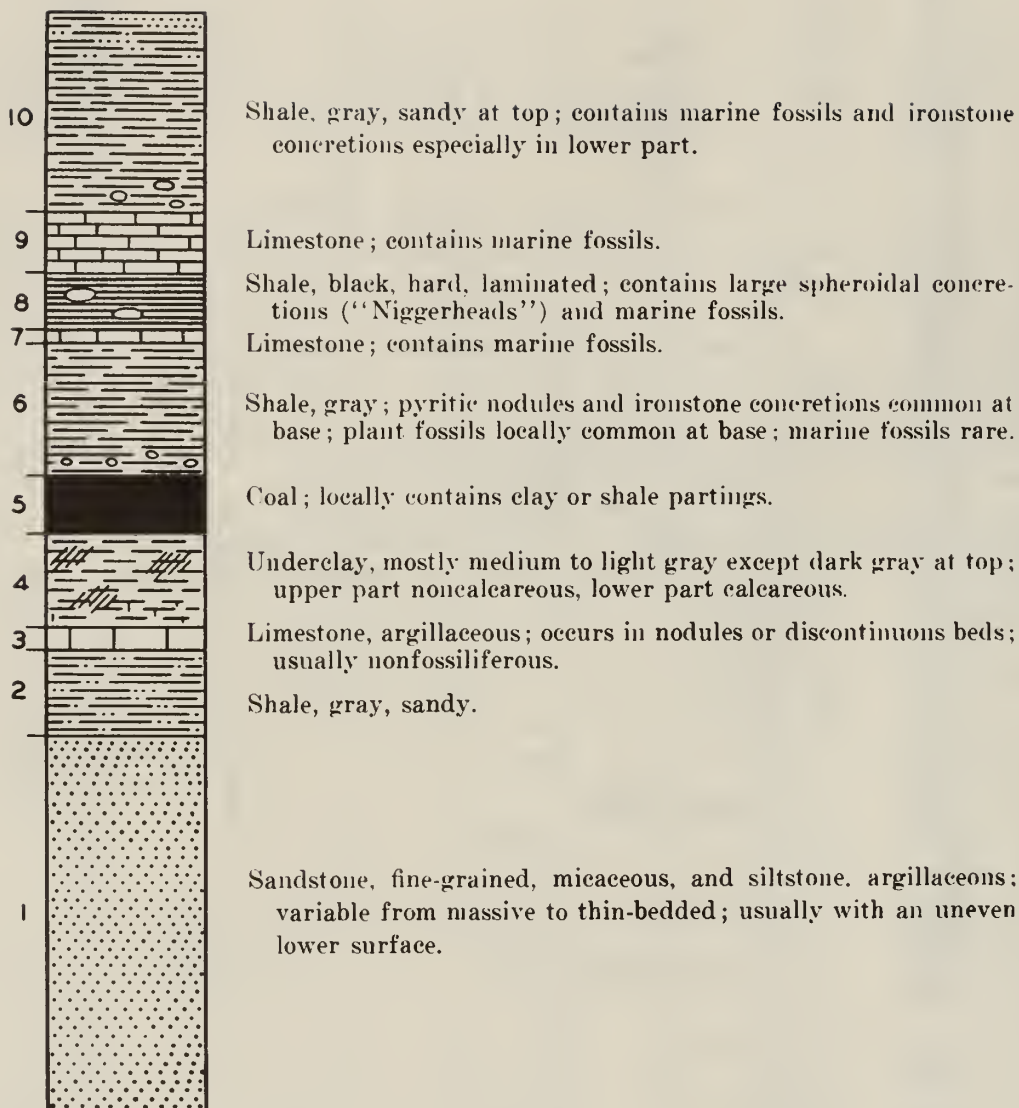 10
Shale, gray, sandy at top; contains marine fossils and ironstone
concretions especially in lower part.
9
Limestone; contains marine fossils.
8
Shale, black, hard, laminated; contains large spheroidal concre-
tions ("Niggerheads") and marine fossils.
7
Limestone; contains marine fossils.
6
Shale, gray; pyritic nodules and ironstone concretions common at
base; plant fossils locally common at base; marine fossils rare.
5
Coal; locally contains clay or shale partings.
4
Underclay, mostly medium to light gray except dark gray at top;
upper part noncalcareous, lower part calcareous.
3
Limestone, argillaceous; occurs in nodules or discontinuous beds;
usually nonfossiliferous.
2
Shale, gray, sandy.
1
Sandstone, fine-grained, micaceous, and siltstone. argillaceous;
variable from massive to thin-bedded; usually with an uneven
lower surface.